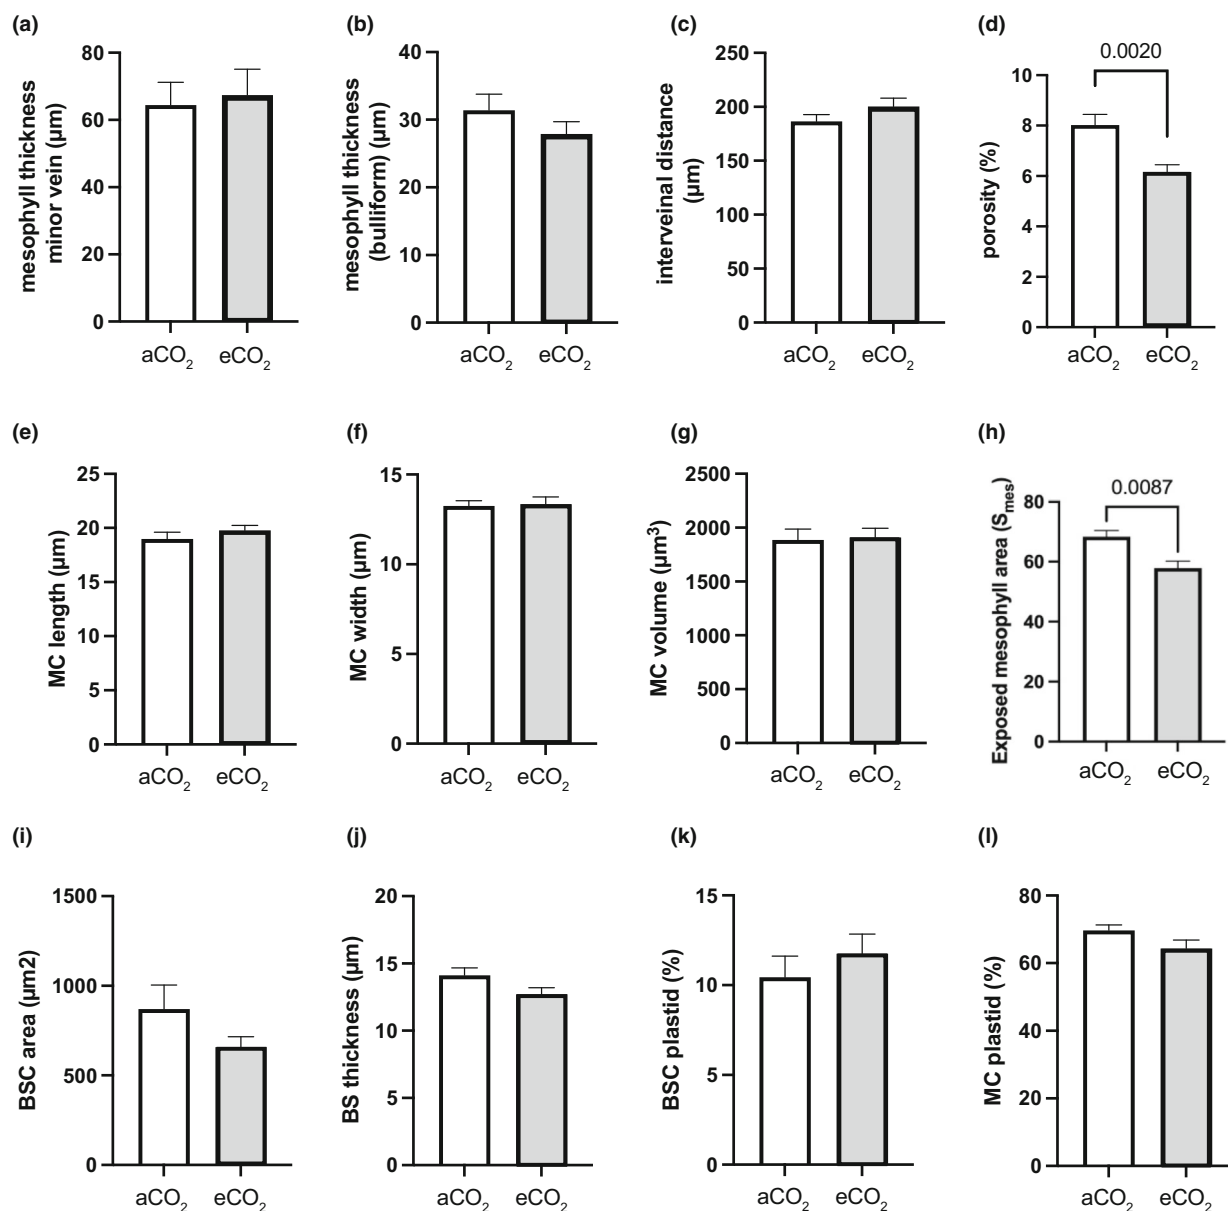 (a)
mesophyll thickness
minor vein (µm)
80
60
40
20
0
aCO₂ eCO₂
(b)
mesophyll thickness
(bulliform) (µm)
40
30
20
10
0
aCO₂ eCO₂
(c)
interveinal distance
(µm)
250
200
150
100
50
0
aCO₂ eCO₂
(d)
0.0020
porosity (%)
10
8
6
4
2
0
aCO₂ eCO₂
(e)
MC length (µm)
25
20
15
10
5
0
aCO₂ eCO₂
(f)
MC width (µm)
15
10
5
0
aCO₂ eCO₂
(g)
MC volume (µm³)
2500
2000
1500
1000
500
0
aCO₂ eCO₂
(h)
0.0087
Exposed mesophyll area (Sₘₑₛ)
80
60
40
20
0
aCO₂ eCO₂
(i)
BSC area (µm2)
1500
1000
500
0
aCO₂ eCO₂
(j)
BS thickness (µm)
20
15
10
5
0
aCO₂ eCO₂
(k)
BSC plastid (%)
15
10
5
0
aCO₂ eCO₂
(l)
MC plastid (%)
80
60
40
20
0
aCO₂ eCO₂